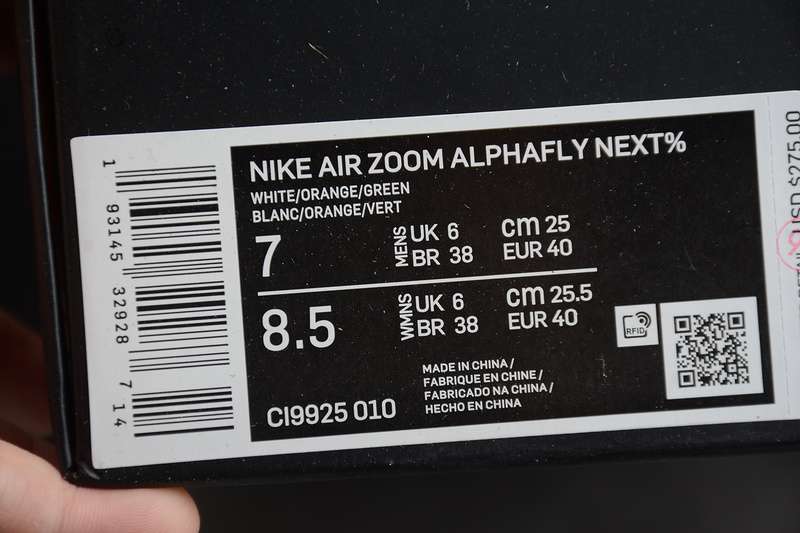 NIKE AIR ZOOM ALPHAFLY NEXT%
WHITE/ORANGE/GREEN
BLANC/ORANGE/VERT
7
MENS
UK 6
cm 25
BR 38
EUR 40
8.5
WMNS
UK 6
cm 25.5
BR 38
EUR 40
RFID
MADE IN CHINA /
FABRIQUE EN CHINE /
FABRICADO NA CHINA /
HECHO EN CHINA
CI9925 010
1 93145 32928 7 14
USD $275.00